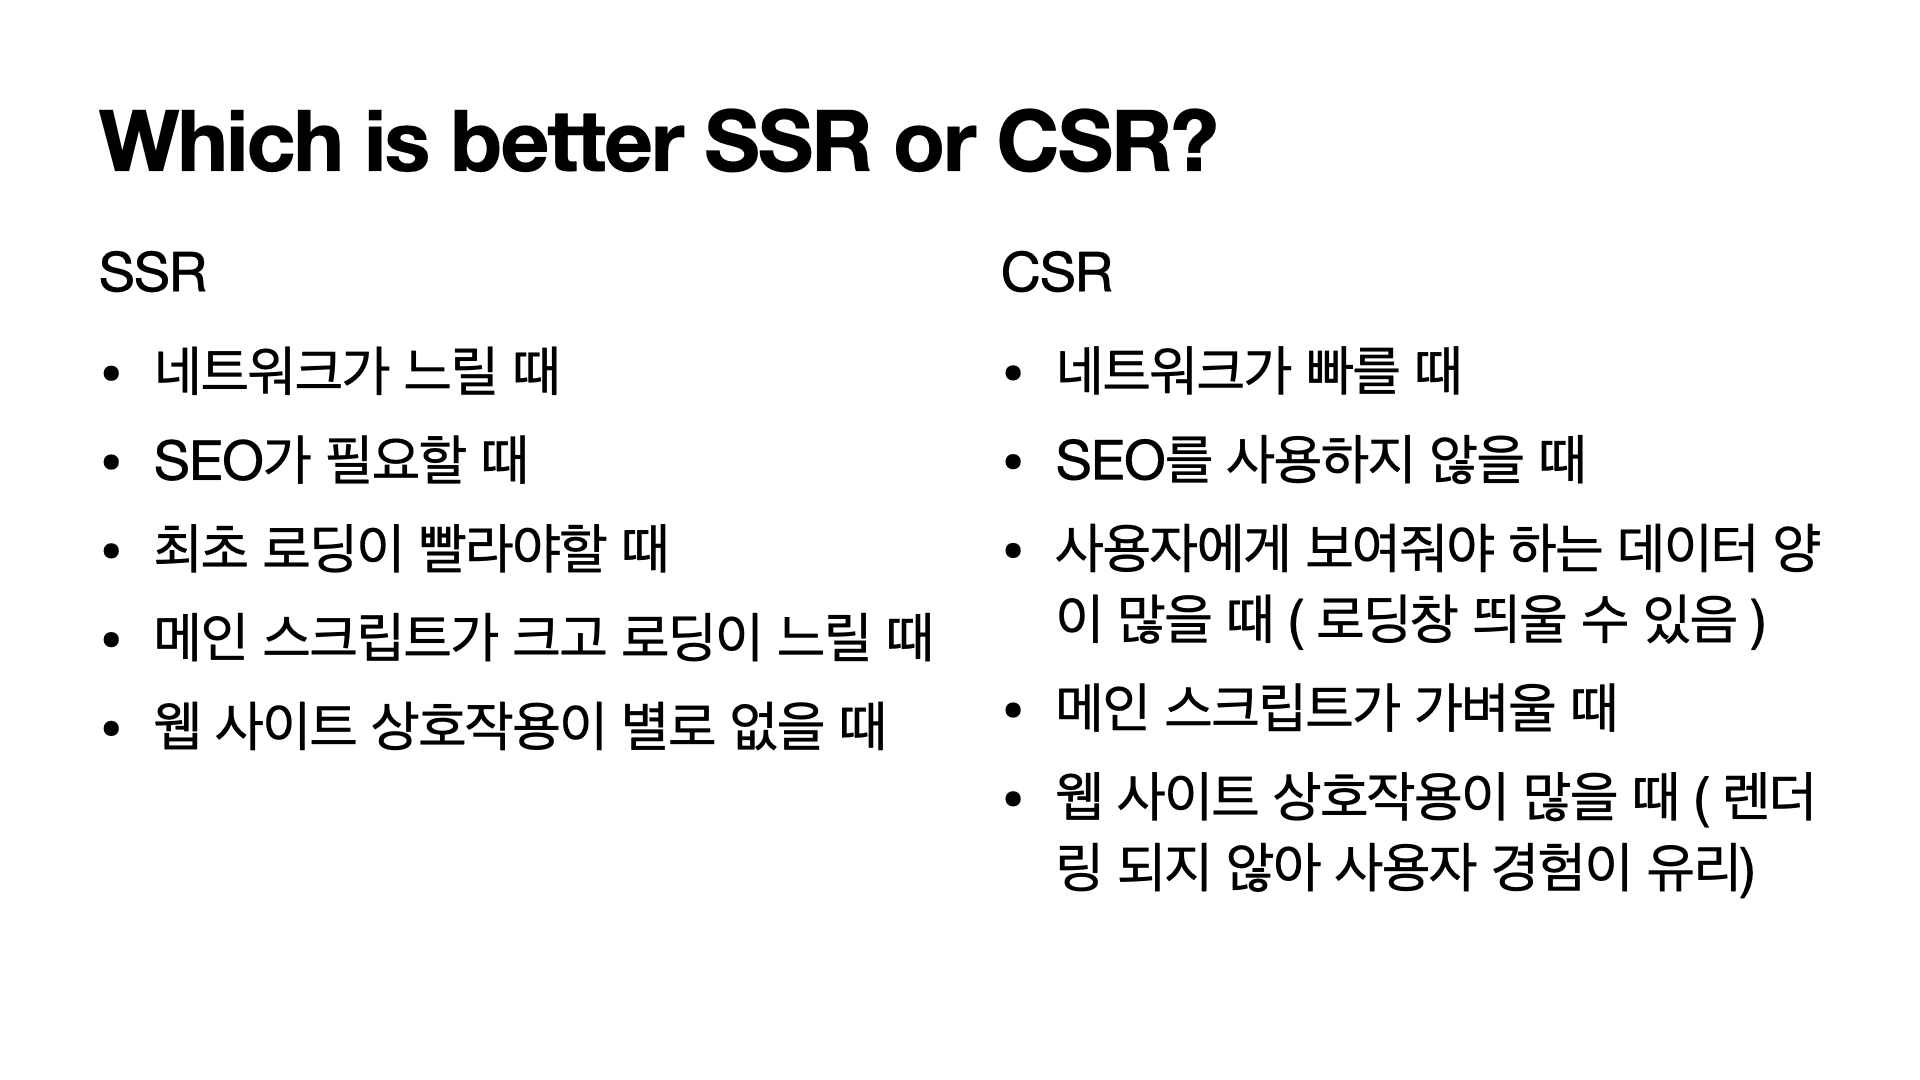 Which is better SSR or CSR?
SSR
• 네트워크가 느릴 때
• SEO가 필요할 때
• 최초 로딩이 빨라야할 때
• 메인 스크립트가 크고 로딩이 느릴 때
• 웹 사이트 상호작용이 별로 없을 때
CSR
• 네트워크가 빠를 때
• SEO를 사용하지 않을 때
• 사용자에게 보여줘야 하는 데이터 양
이 많을 때 ( 로딩창 띄울 수 있음 )
• 메인 스크립트가 가벼울 때
• 웹 사이트 상호작용이 많을 때 ( 렌더
링 되지 않아 사용자 경험이 유리)